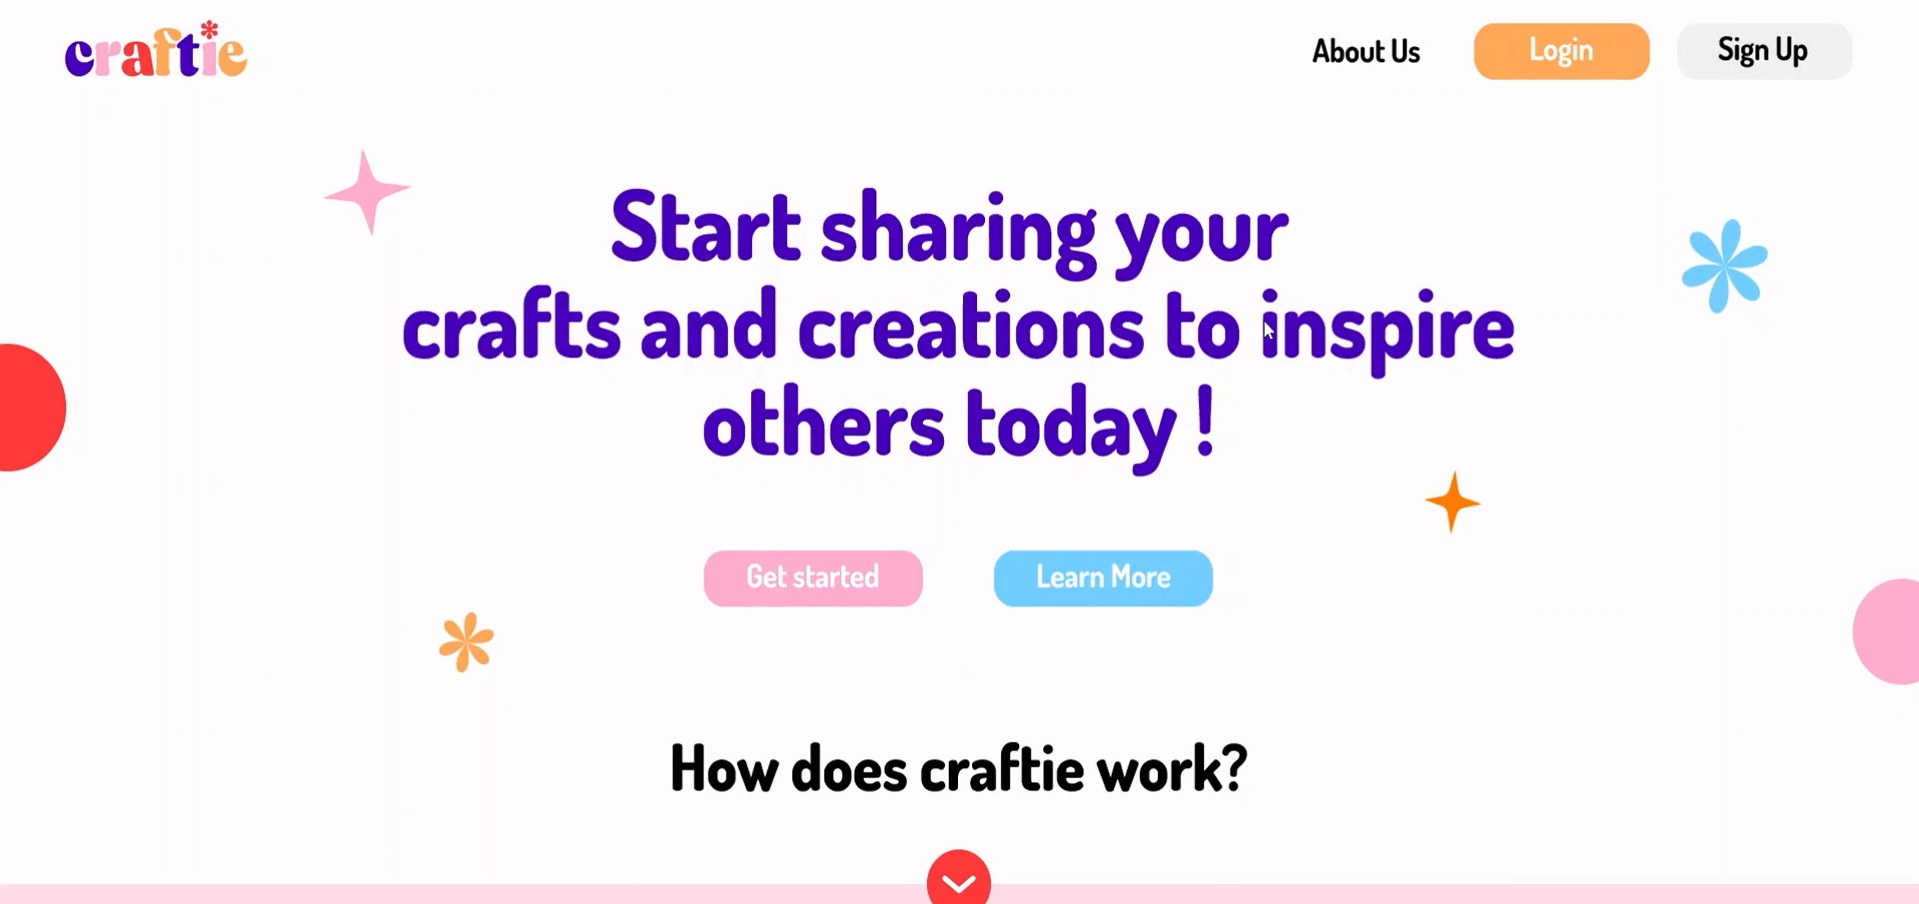 craftie
About Us
Login
Sign Up
Start sharing your
crafts and creations to inspire
others today !
Get started
Learn More
How does craftie work?